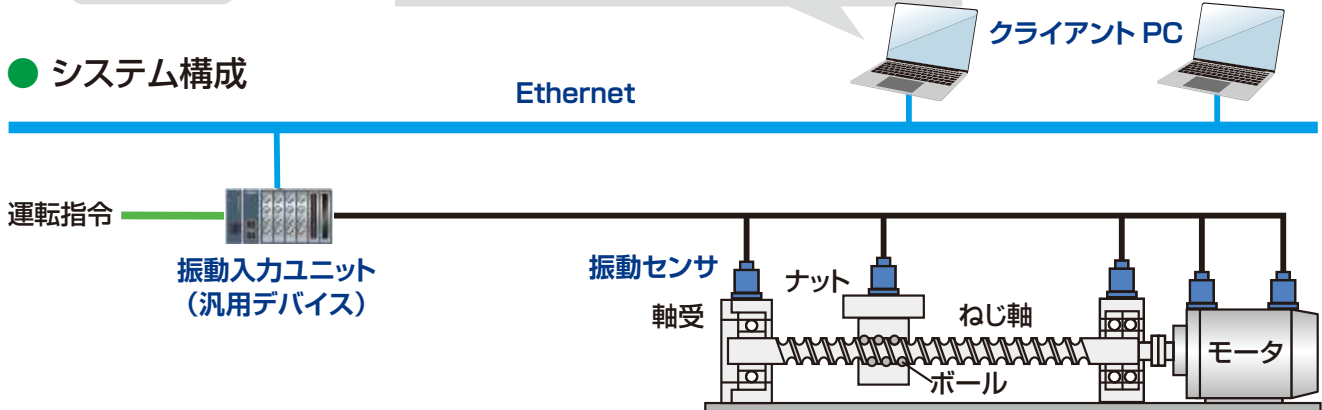 クライアント PC
● システム構成
Ethernet
運転指令
振動入力ユニット
（汎用デバイス）
振動センサ
ナット
軸受
ねじ軸
モータ
ボール